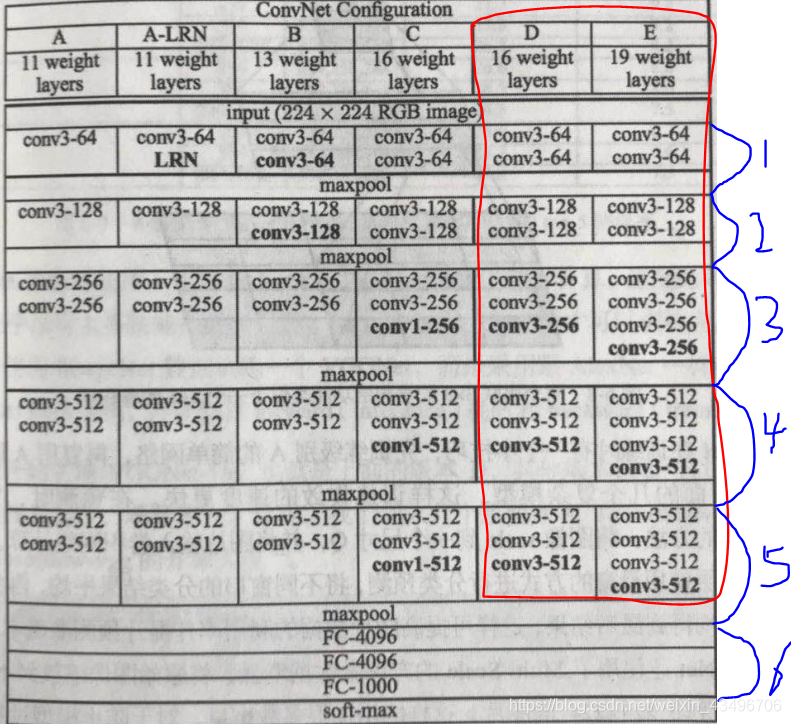 ConvNet Configuration
A A-LRN B C D E
11 weight 11 weight 13 weight 16 weight 16 weight 19 weight
layers layers layers layers layers layers
input (224 × 224 RGB image)
conv3-64 conv3-64 conv3-64 conv3-64 conv3-64 conv3-64
LRN conv3-64 conv3-64 conv3-64 conv3-64
1
maxpool
conv3-128 conv3-128 conv3-128 conv3-128 conv3-128 conv3-128
conv3-128 conv3-128 conv3-128 conv3-128
2
maxpool
conv3-256 conv3-256 conv3-256 conv3-256 conv3-256 conv3-256
conv3-256 conv3-256 conv3-256 conv3-256 conv3-256 conv3-256
conv1-256 conv3-256 conv3-256
3
conv3-256
maxpool
conv3-512 conv3-512 conv3-512 conv3-512 conv3-512 conv3-512
conv3-512 conv3-512 conv3-512 conv3-512 conv3-512 conv3-512
conv1-512 conv3-512 conv3-512
4
conv3-512
maxpool
conv3-512 conv3-512 conv3-512 conv3-512 conv3-512 conv3-512
conv3-512 conv3-512 conv3-512 conv3-512 conv3-512 conv3-512
conv1-512 conv3-512 conv3-512
5
conv3-512
maxpool
FC-4096
FC-4096
FC-1000
6
soft-max
https://blog.csdn.net/weixin_43496706